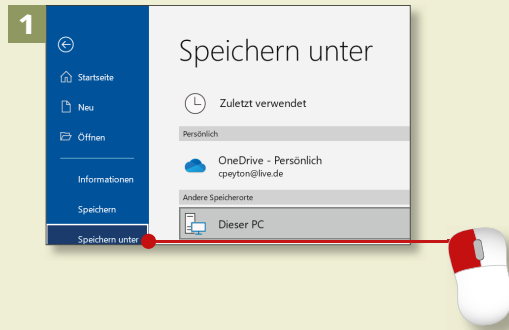 1
Speichern unter
Startseite
Neu
Öffnen
Informationen
Speichern
Speichern unter
Zuletzt verwendet
Persönlich
OneDrive - Persönlich
cpeyton@live.de
Andere Speicherorte
Dieser PC